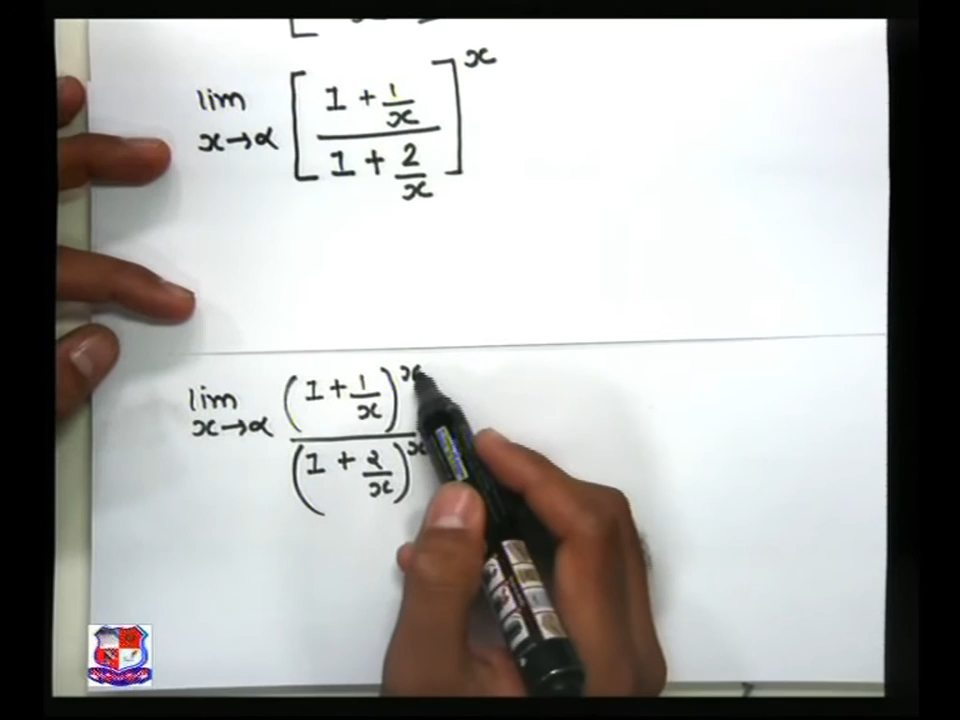 lim x→α [ (1 + 1/x) / (1 + 2/x) ]^x
lim x→α (1 + 1/x)^x / (1 + 2/x)^x